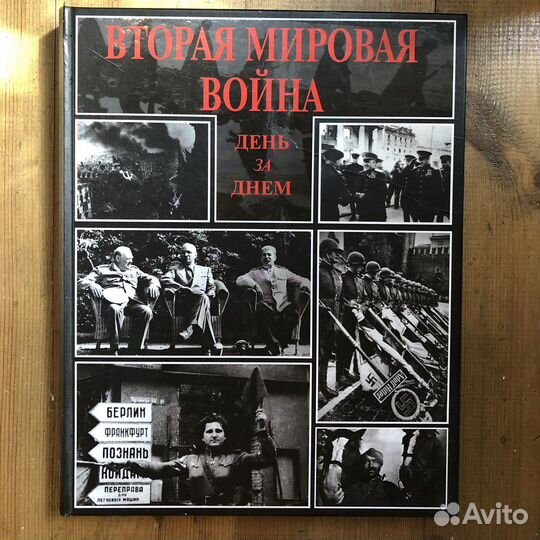 ВТОРАЯ МИРОВАЯ
ВОЙНА
ДЕНЬ
ЗА
ДНЕМ
БЕРЛИН
ФРАНКФУРТ
ПОЗНАНЬ
ПЕРЕПРАВА
ДЛЯ
ЛЕГКОВЫХ МАШИН
Avito